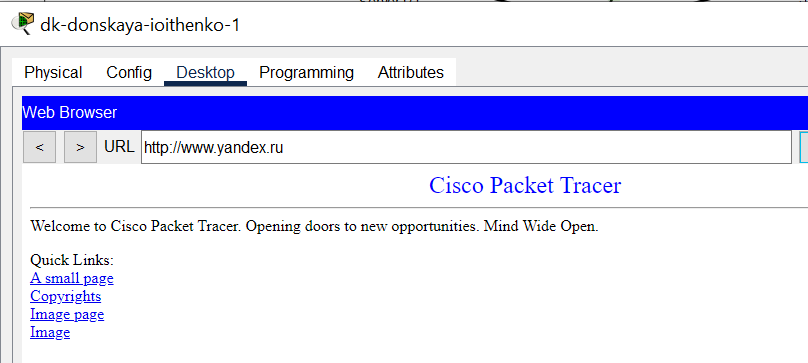 dk-donskaya-ioithenko-1
Physical Config Desktop Programming Attributes
Web Browser
< > URL http://www.yandex.ru
Cisco Packet Tracer
Welcome to Cisco Packet Tracer. Opening doors to new opportunities. Mind Wide Open.
Quick Links:
A small page
Copyrights
Image page
Image